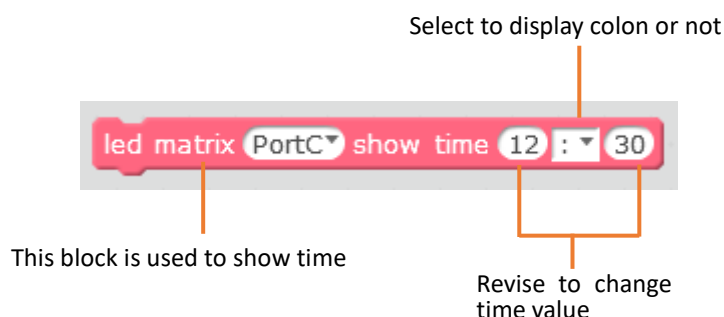 Select to display colon or not
led matrix PortC show time 12 : 30
This block is used to show time
Revise to change
time value